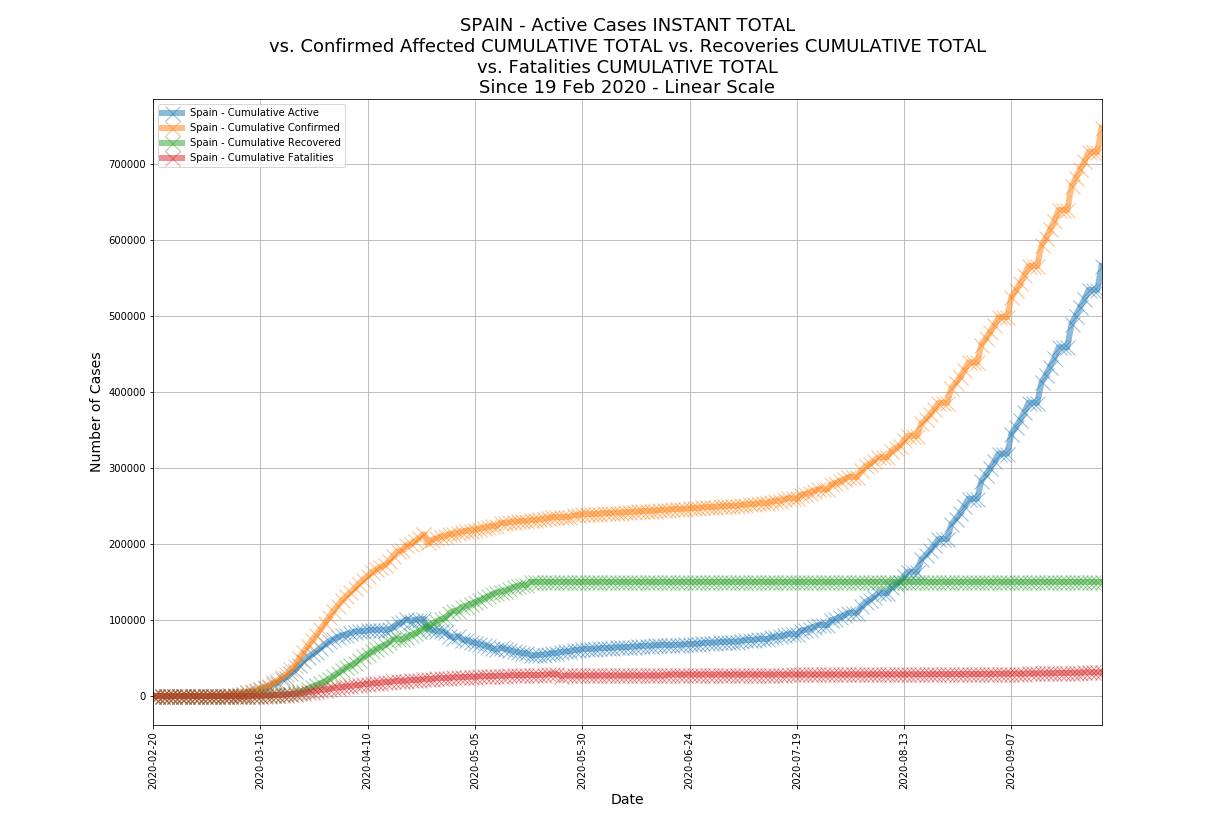 SPAIN - Active Cases INSTANT TOTAL
vs. Confirmed Affected CUMULATIVE TOTAL vs. Recoveries CUMULATIVE TOTAL
vs. Fatalities CUMULATIVE TOTAL
Since 19 Feb 2020 - Linear Scale
Spain - Cumulative Active
Spain - Cumulative Confirmed
Spain - Cumulative Recovered
Spain - Cumulative Fatalities
700000
600000
500000
400000
300000
200000
100000
0
Number of Cases
2020-02-20
2020-03-16
2020-04-10
2020-05-05
2020-05-30
2020-06-24
2020-07-19
2020-08-13
2020-09-07
Date